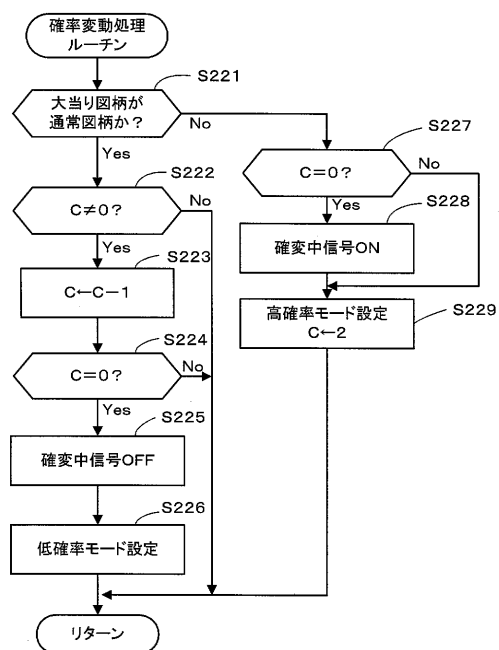 確率変動処理
ルーチン
S221
大当り図柄が
通常図柄か？
No
Yes
S222
C≠0？
No
Yes
S223
C←C−1
S224
C=0？
No
Yes
S225
確変中信号OFF
S226
低確率モード設定
リターン
S227
C=0？
No
Yes
S228
確変中信号ON
S229
高確率モード設定
C←2